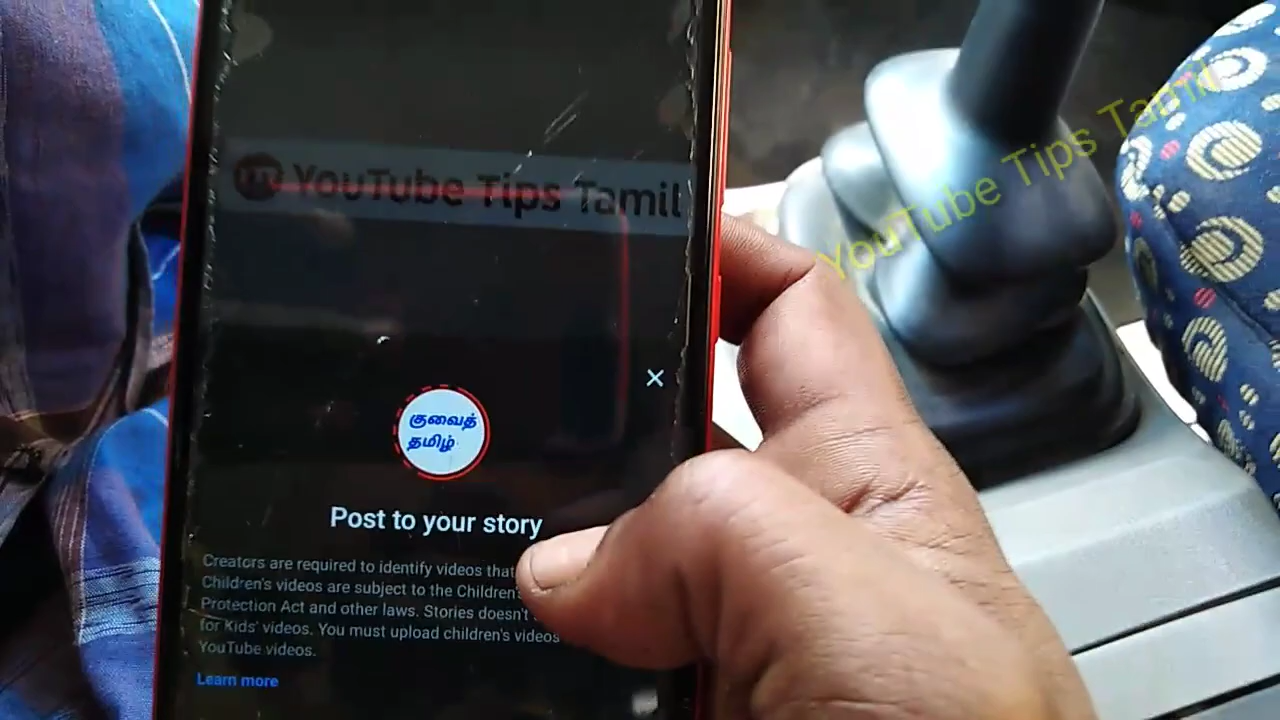 YouTube Tips Tamil
YouTube Tips Tamil
குவைத்
தமிழ்
Post to your story
Creators are required to identify videos that
Children's videos are subject to the Children'
Protection Act and other laws. Stories doesn't
for Kids' videos. You must upload children's videos
YouTube videos.
Learn more